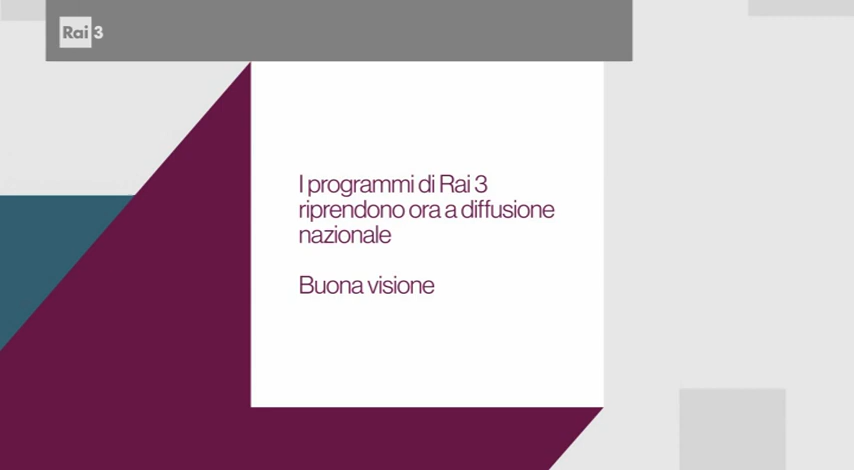 Rai 3
I programmi di Rai 3
riprendono ora a diffusione
nazionale
Buona visione